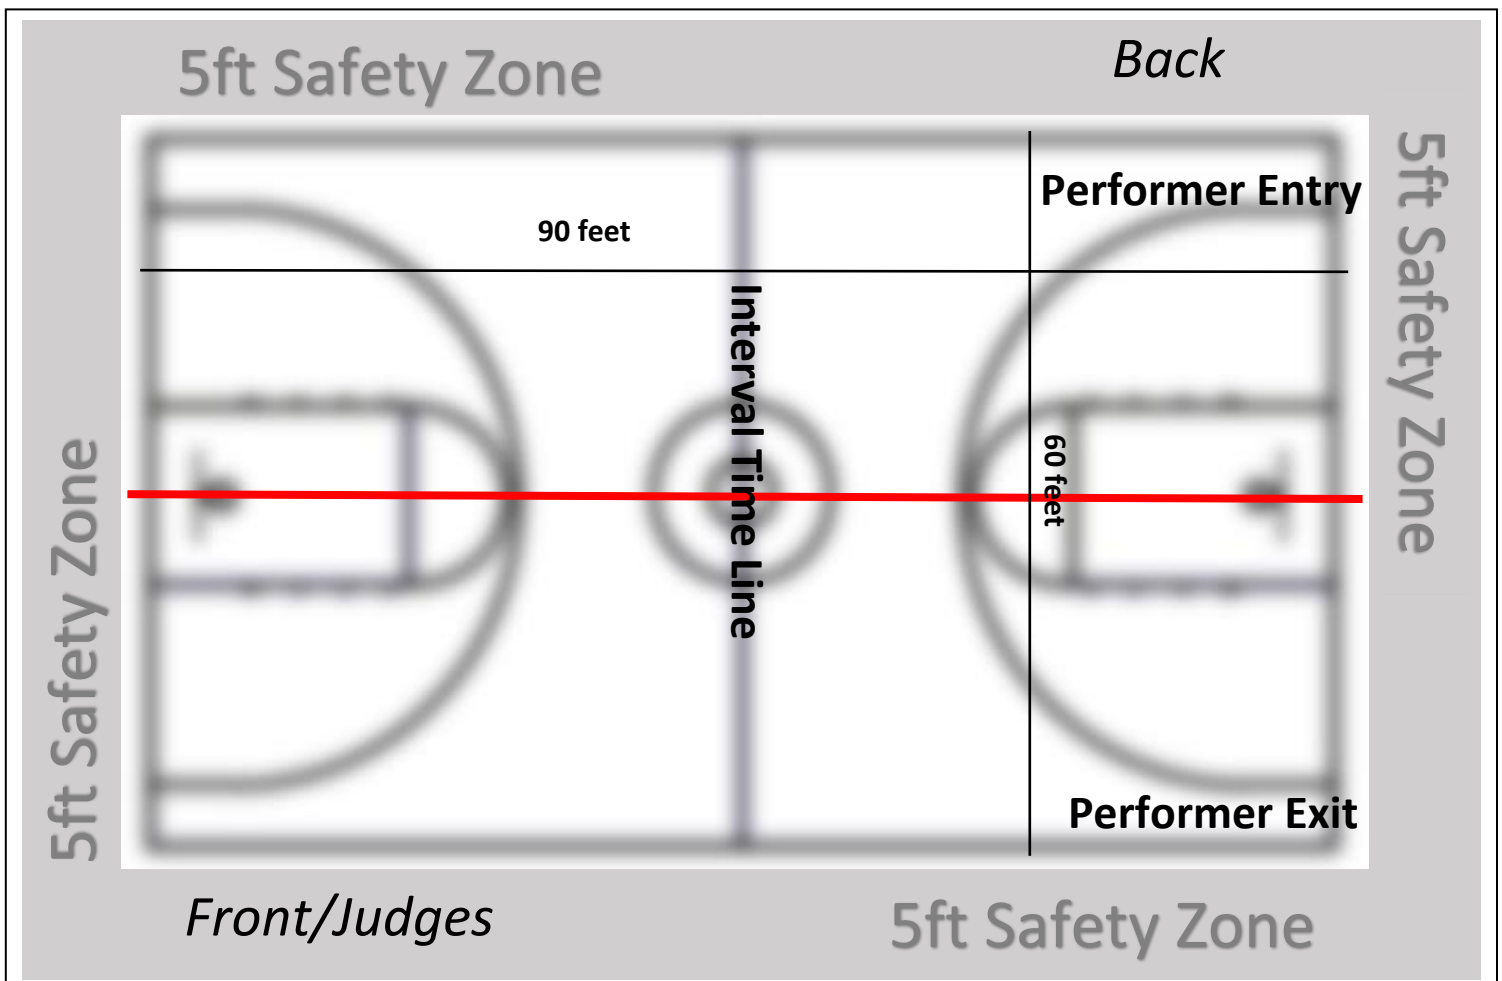 5ft Safety Zone
Back
Performer Entry
5ft Safety Zone
90 feet
Interval Time Line
60 feet
5ft Safety Zone
Performer Exit
Front/Judges
5ft Safety Zone